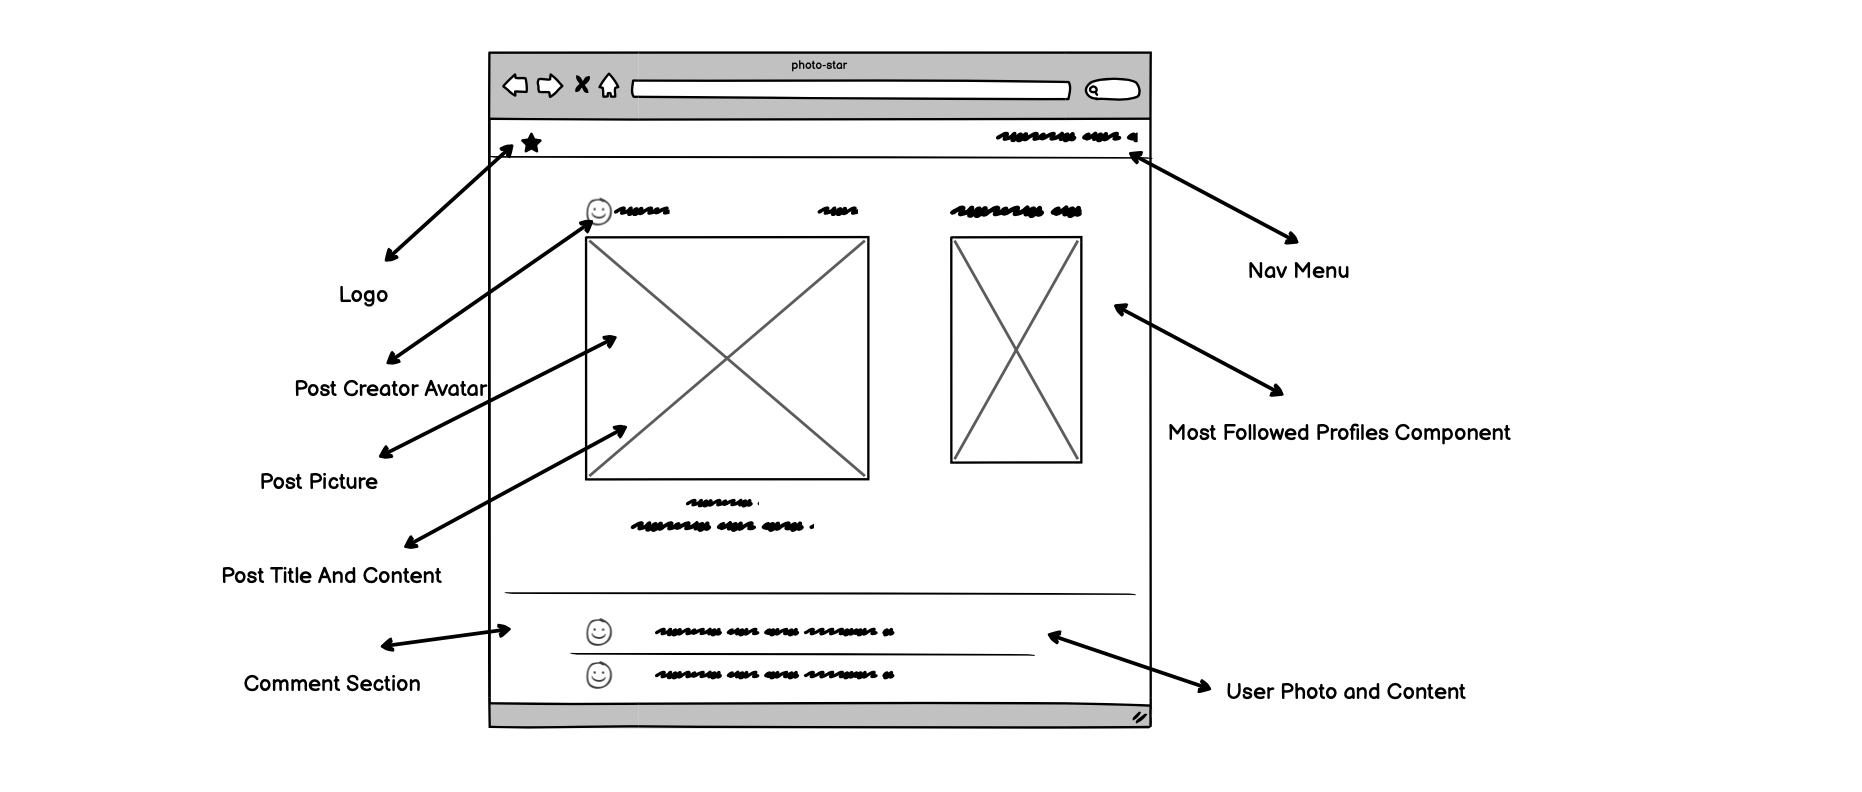 photo-star
Logo
Nav Menu
Post Creator Avatar
Most Followed Profiles Component
Post Picture
Post Title And Content
Comment Section
User Photo and Content